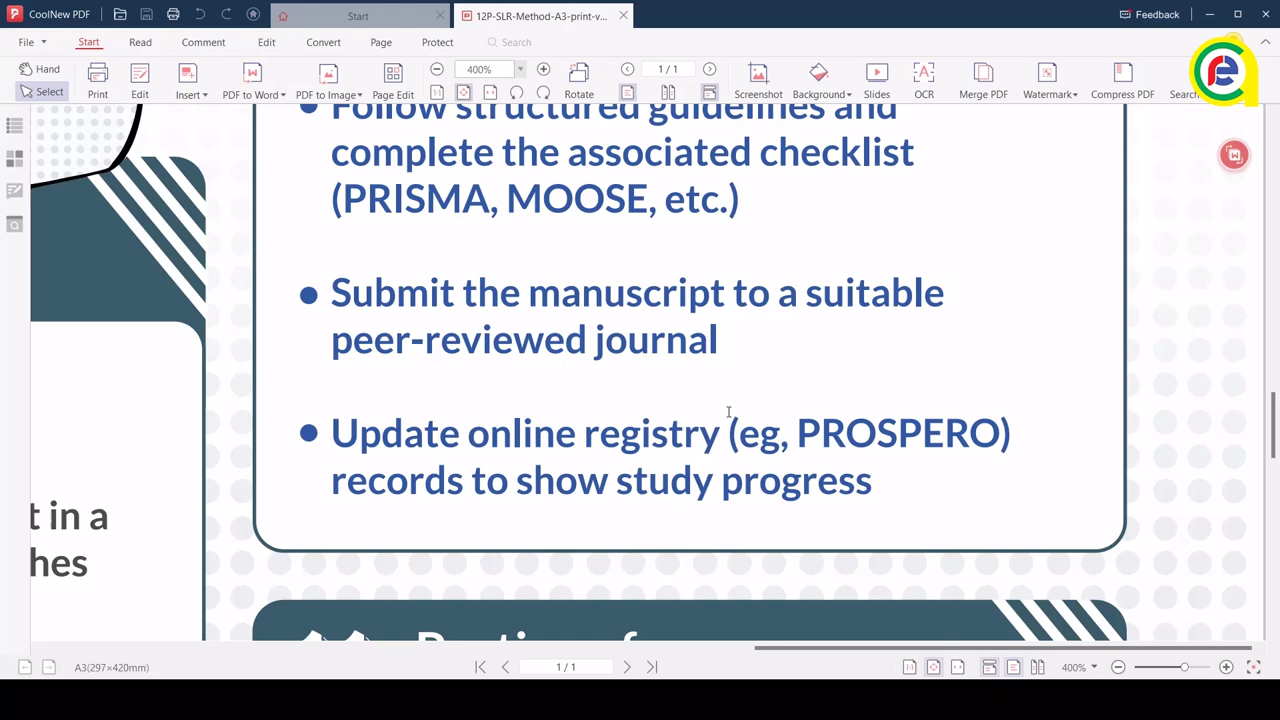 CoolNew PDF
Start
12P-SLR-Method-A3-print-v...
Feedback
File
Start
Read
Comment
Edit
Convert
Page
Protect
Search
Hand
Select
Print
Edit
Insert
PDF to Word
PDF to Image
Page Edit
400%
Rotate
1 / 1
Screenshot
Background
Slides
OCR
Merge PDF
Watermark
Compress PDF
Follow structured guidelines and
complete the associated checklist
(PRISMA, MOOSE, etc.)
• Submit the manuscript to a suitable
peer-reviewed journal
• Update online registry (eg, PROSPERO)
records to show study progress
t in a
hes
A3(297×420mm)
1 / 1
400%